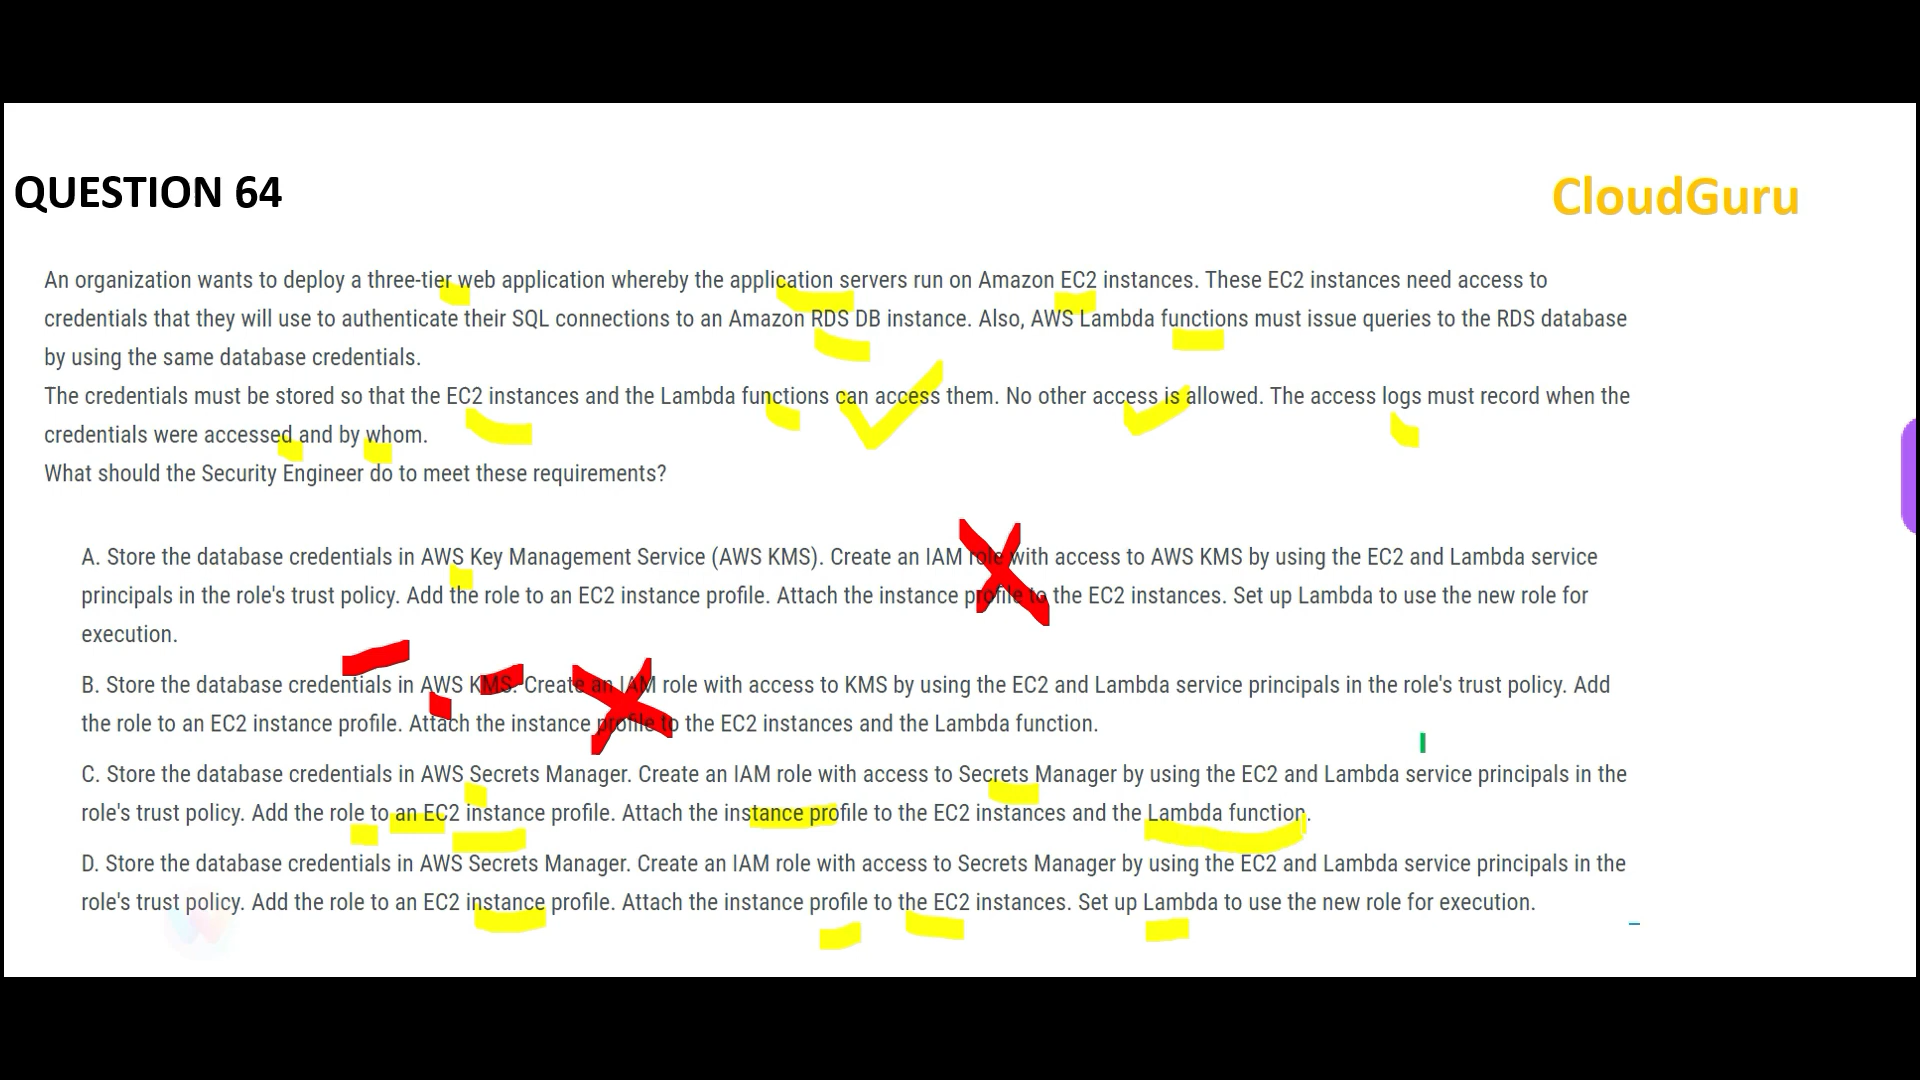 QUESTION 64
CloudGuru
An organization wants to deploy a three-tier web application whereby the application servers run on Amazon EC2 instances. These EC2 instances need access to
credentials that they will use to authenticate their SQL connections to an Amazon RDS DB instance. Also, AWS Lambda functions must issue queries to the RDS database
by using the same database credentials.
The credentials must be stored so that the EC2 instances and the Lambda functions can access them. No other access is allowed. The access logs must record when the
credentials were accessed and by whom.
What should the Security Engineer do to meet these requirements?
A. Store the database credentials in AWS Key Management Service (AWS KMS). Create an IAM role with access to AWS KMS by using the EC2 and Lambda service
principals in the role's trust policy. Add the role to an EC2 instance profile. Attach the instance profile to the EC2 instances. Set up Lambda to use the new role for
execution.
B. Store the database credentials in AWS KMS. Create an IAM role with access to KMS by using the EC2 and Lambda service principals in the role's trust policy. Add
the role to an EC2 instance profile. Attach the instance profile to the EC2 instances and the Lambda function.
C. Store the database credentials in AWS Secrets Manager. Create an IAM role with access to Secrets Manager by using the EC2 and Lambda service principals in the
role's trust policy. Add the role to an EC2 instance profile. Attach the instance profile to the EC2 instances and the Lambda function.
D. Store the database credentials in AWS Secrets Manager. Create an IAM role with access to Secrets Manager by using the EC2 and Lambda service principals in the
role's trust policy. Add the role to an EC2 instance profile. Attach the instance profile to the EC2 instances. Set up Lambda to use the new role for execution.